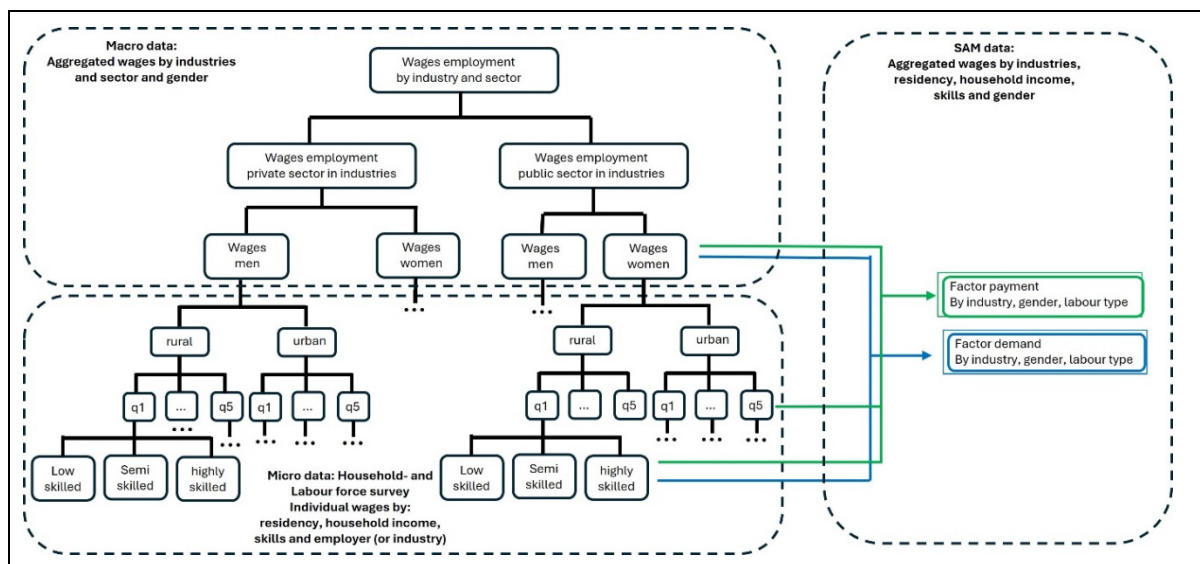 Macro data:
Aggregated wages by industries
and sector and gender
Wages employment
by industry and sector
SAM data:
Aggregated wages by industries,
residency, household income,
skills and gender
Wages employment
private sector in industries
Wages employment
public sector in industries
Wages
men
Wages
women
Wages
men
Wages
women
...
...
Factor payment
By industry, gender, labour type
Factor demand
By industry, gender, labour type
rural
urban
rural
urban
q1
...
q5
q1
...
q5
q1
...
q5
q1
...
q5
...
...
...
...
...
...
...
...
Low
skilled
Semi
skilled
highly
skilled
Low
skilled
Semi
skilled
highly
skilled
Micro data: Household- and
Labour force survey
Individual wages by:
residency, household income,
skills and employer (or industry)